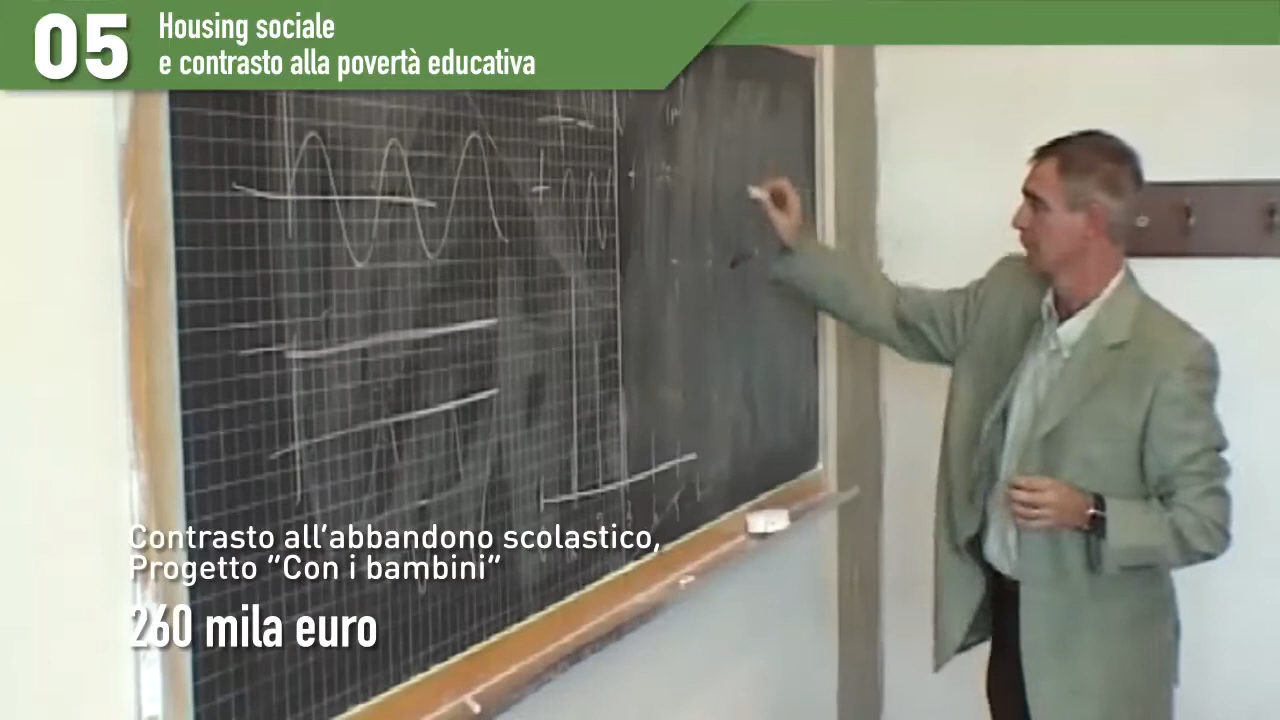 05
Housing sociale
e contrasto alla povertà educativa
Contrasto all’abbandono scolastico,
Progetto “Con i bambini”
260 mila euro